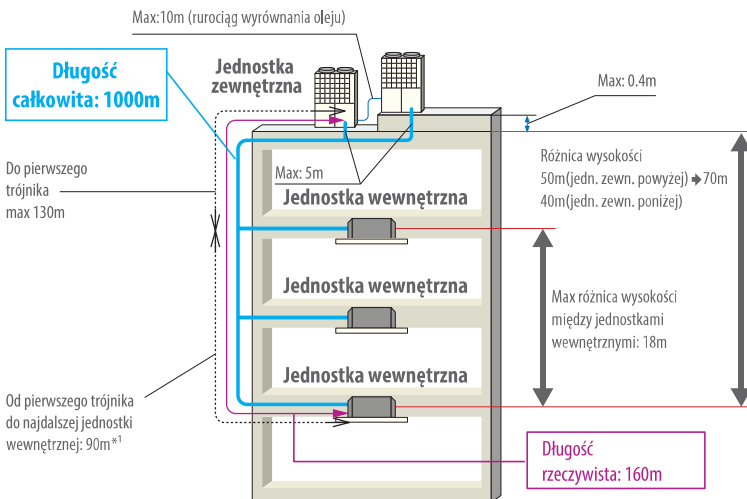 Max:10m (rurociąg wyrównania oleju)
Długość
całkowita: 1000m
Jednostka
zewnętrzna
Max: 0.4m
Do pierwszego
trójnika
max 130m
Max: 5m
Różnica wysokości
50m(jedn. zewn. powyżej) ➔70m
40m(jedn. zewn. poniżej)
Jednostka wewnętrzna
Jednostka wewnętrzna
Max różnica wysokości
między jednostkami
wewnętrznymi: 18m
Jednostka wewnętrzna
Od pierwszego trójnika
do najdalszej jednostki
wewnętrznej: 90m*1
Długość
rzeczywista: 160m